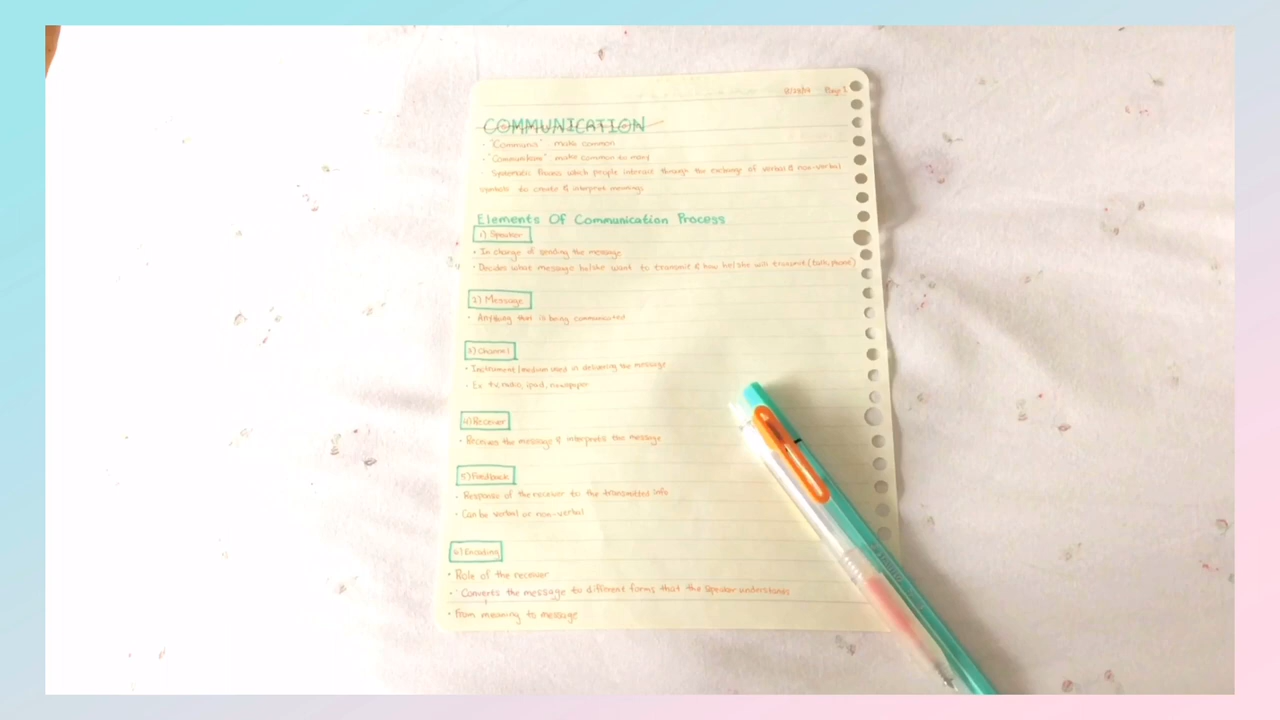 Page 1
COMMUNICATION
• "Communis" make common
• "Communicare" make common to many
• Systematic Process which people interact through the exchange of verbal & non-verbal
symbols to create & interpret meanings
Elements Of Communication Process
1) Speaker
• In charge of sending the message
• Decides what message he/she want to transmit & how he/she will transmit (talk, phone)
2) Message
• Anything that is being communicated
3) Channel
• Instrument/medium used in delivering the message
• Ex. tv, radio, ipad, newspaper
4) Receiver
• Receives the message & interprets the message
5) Feedback
• Response of the receiver to the transmitted info
• Can be verbal or non-verbal
6) Encoding
• Role of the receiver
• Converts the message to different forms that the speaker understands
• From meaning to message